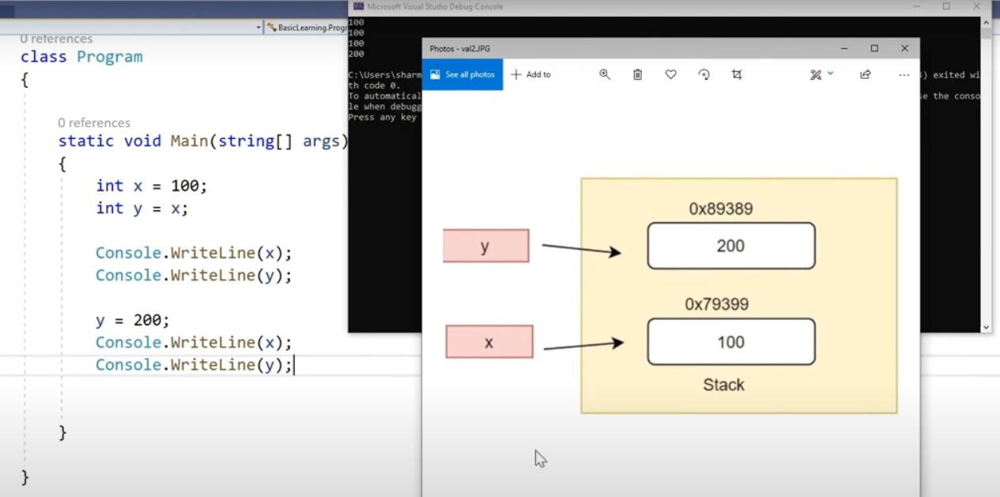 Microsoft Visual Studio Debug Console
BasicLearning.Progr
0 references
class Program
{
0 references
static void Main(string[] args)
{
int x = 100;
int y = x;
Console.WriteLine(x);
Console.WriteLine(y);
y = 200;
Console.WriteLine(x);
Console.WriteLine(y);
}
}
100
100
100
200
C:\Users\sharm
) exited wi
th code 0.
To automatical
se the conso
le when debugg
Press any key
Photos - val2.JPG
See all photos
Add to
0x89389
y
200
0x79399
x
100
Stack